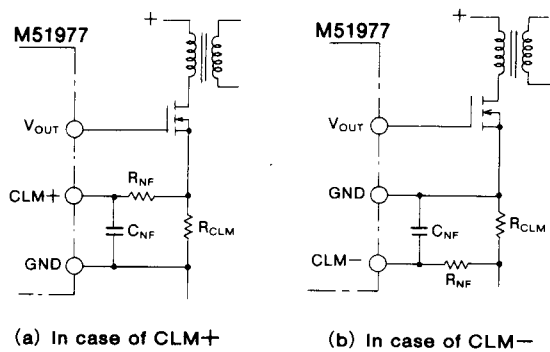 M51977
+
VOUT
CLM+
RNF
CNF
RCLM
GND
(a) In case of CLM+
M51977
+
VOUT
GND
CNF
RCLM
CLM−
RNF
(b) In case of CLM−